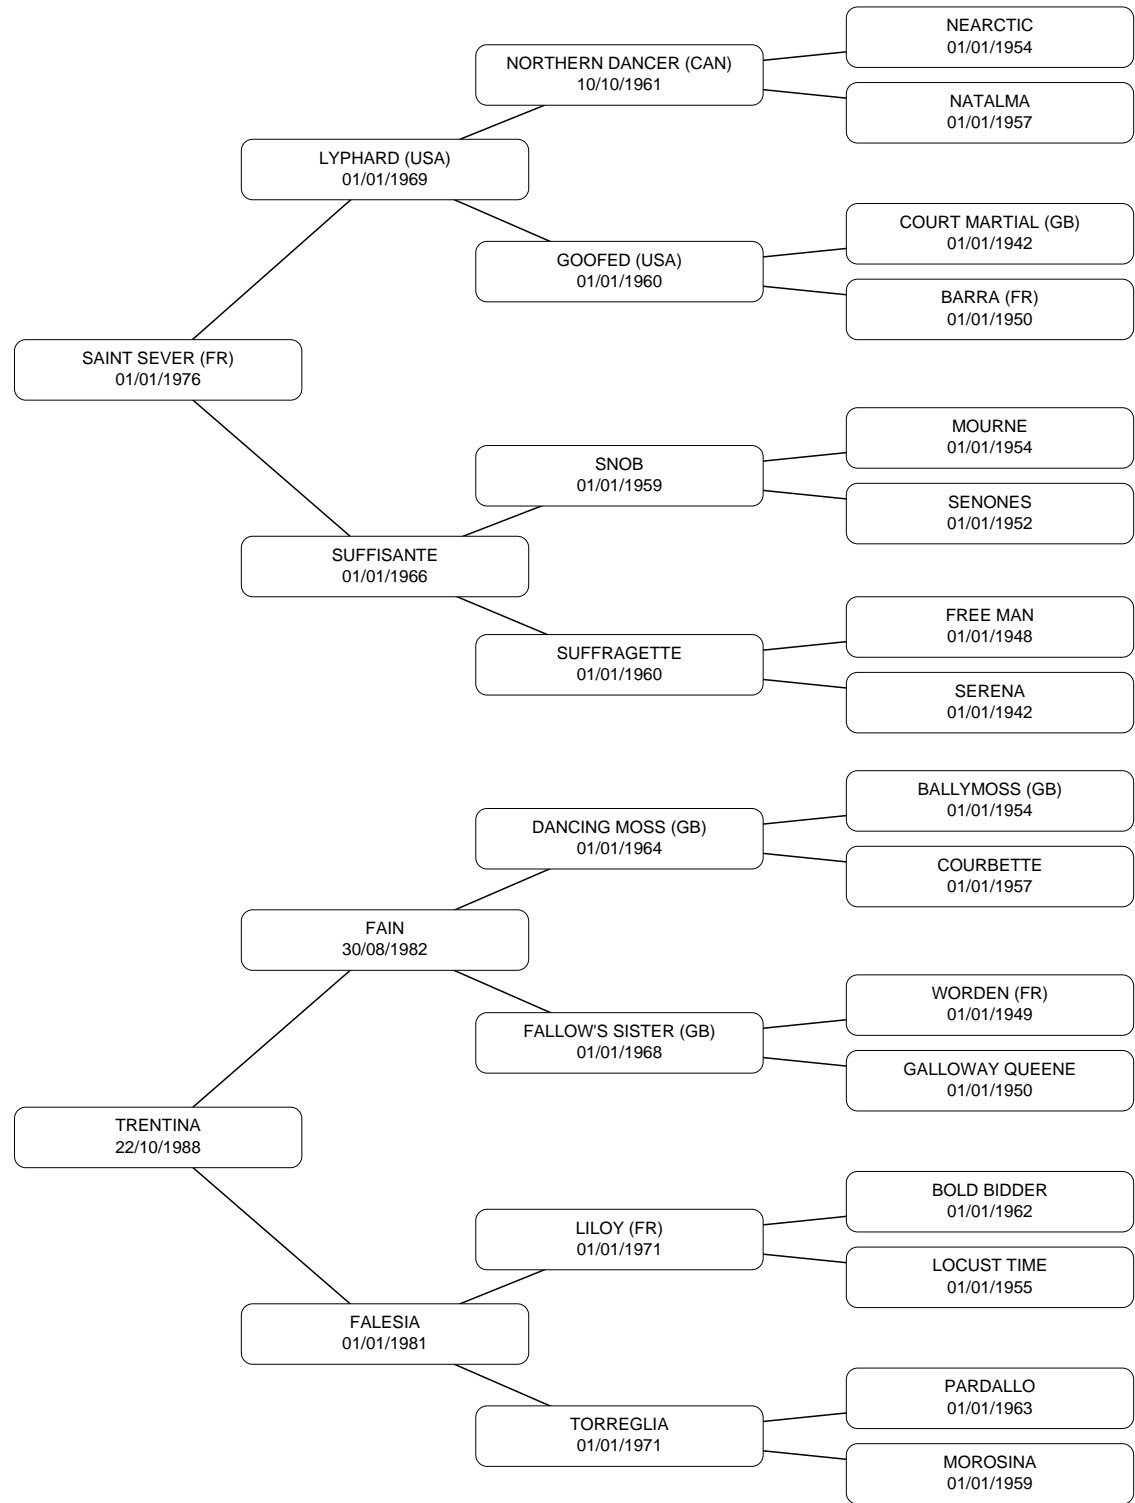 NEARCTIC
01/01/1954
NORTHERN DANCER (CAN)
10/10/1961
NATALMA
01/01/1957
LYPHARD (USA)
01/01/1969
COURT MARTIAL (GB)
01/01/1942
GOOFED (USA)
01/01/1960
BARRA (FR)
01/01/1950
SAINT SEVER (FR)
01/01/1976
MOURNE
01/01/1954
SNOB
01/01/1959
SENONES
01/01/1952
SUFFISANTE
01/01/1966
FREE MAN
01/01/1948
SUFFRAGETTE
01/01/1960
SERENA
01/01/1942
BALLYMOSS (GB)
01/01/1954
DANCING MOSS (GB)
01/01/1964
COURBETTE
01/01/1957
FAIN
30/08/1982
WORDEN (FR)
01/01/1949
FALLOW'S SISTER (GB)
01/01/1968
GALLOWAY QUEENE
01/01/1950
TRENTINA
22/10/1988
BOLD BIDDER
01/01/1962
LILOY (FR)
01/01/1971
LOCUST TIME
01/01/1955
FALESIA
01/01/1981
PARDALLO
01/01/1963
TORREGLIA
01/01/1971
MOROSINA
01/01/1959